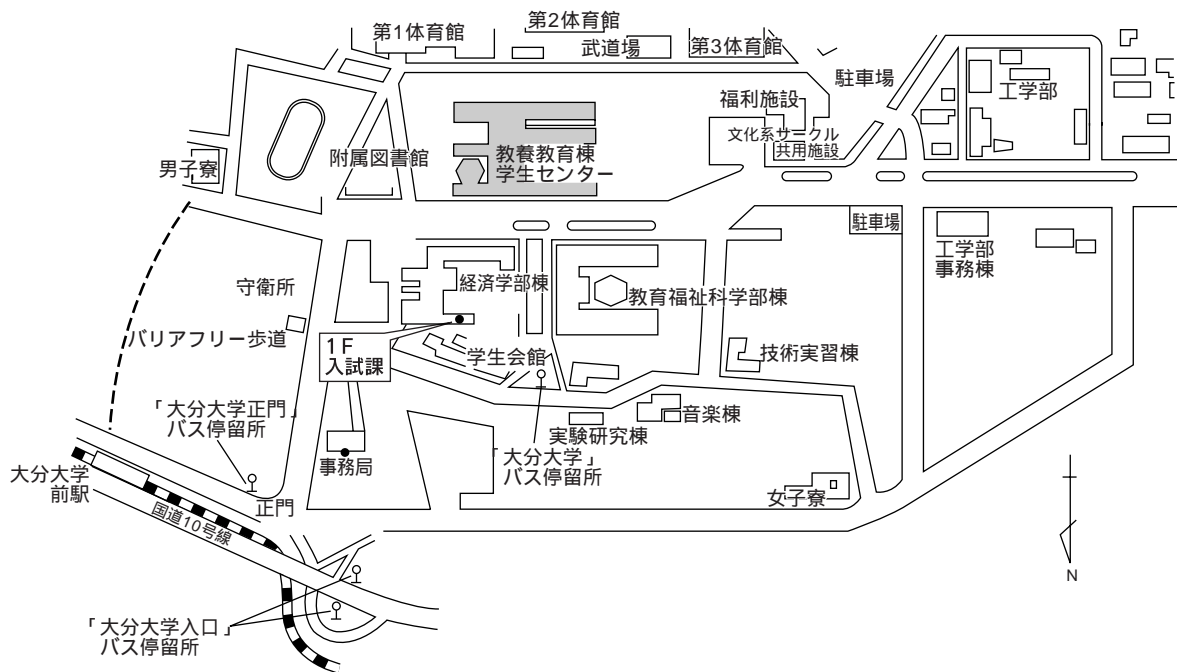 第1体育館
第2体育館
武道場
第3体育館
駐車場
福利施設
工学部
文化系サークル
共用施設
男子寮
附属図書館
教養教育棟
学生センター
駐車場
工学部
事務棟
守衛所
経済学部棟
教育福祉科学部棟
バリアフリー歩道
1F
入試課
学生会館
技術実習棟
「大分大学正門」
バス停留所
音楽棟
実験研究棟
「大分大学」
バス停留所
事務局
大分大学
前駅
正門
女子寮
国道10号線
N
「大分大学入口」
バス停留所